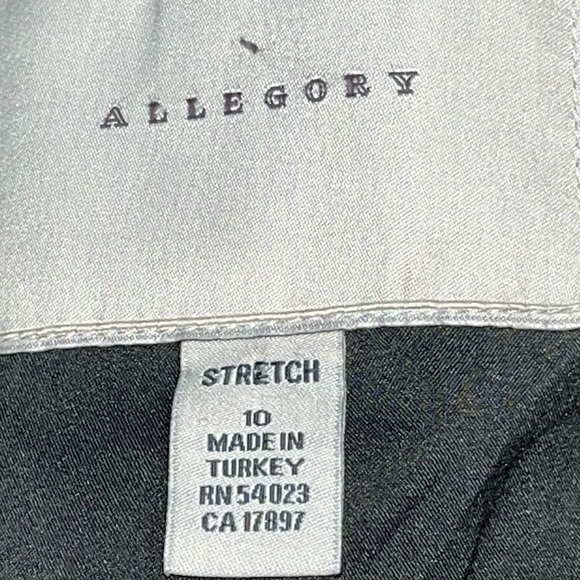 ALLEGORY
STRETCH
10
MADE IN
TURKEY
RN 54023
CA 17897